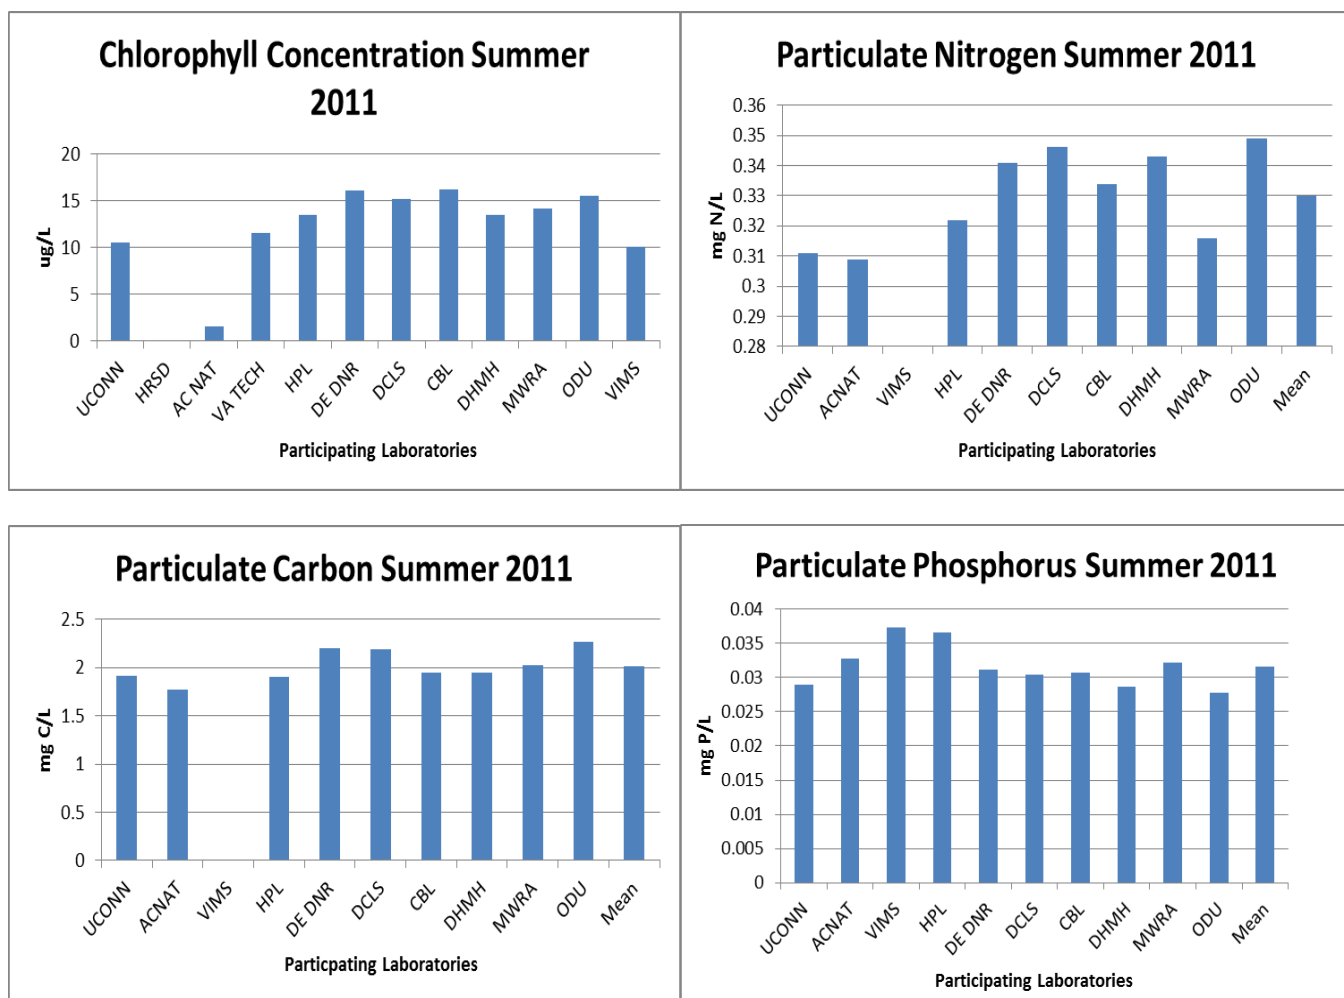 Chlorophyll Concentration Summer
2011
20
15
10
5
0
ug/L
UCONN
HRSD
AC NAT
VA TECH
HPL
DE DNR
DCLS
CBL
DHMH
MWRA
ODU
VIMS
Participating Laboratories
Particulate Nitrogen Summer 2011
0.36
0.35
0.34
0.33
0.32
0.31
0.3
0.29
0.28
mg N/L
UCONN
ACNAT
VIMS
HPL
DE DNR
DCLS
CBL
DHMH
MWRA
ODU
Mean
Participating Laboratories
Particulate Carbon Summer 2011
2.5
2
1.5
1
0.5
0
mg C/L
UCONN
ACNAT
VIMS
HPL
DE DNR
DCLS
CBL
DHMH
MWRA
ODU
Mean
Particpating Laboratories
Particulate Phosphorus Summer 2011
0.04
0.035
0.03
0.025
0.02
0.015
0.01
0.005
0
mg P/L
UCONN
ACNAT
VIMS
HPL
DE DNR
DCLS
CBL
DHMH
MWRA
ODU
Mean
Participating Laboratories